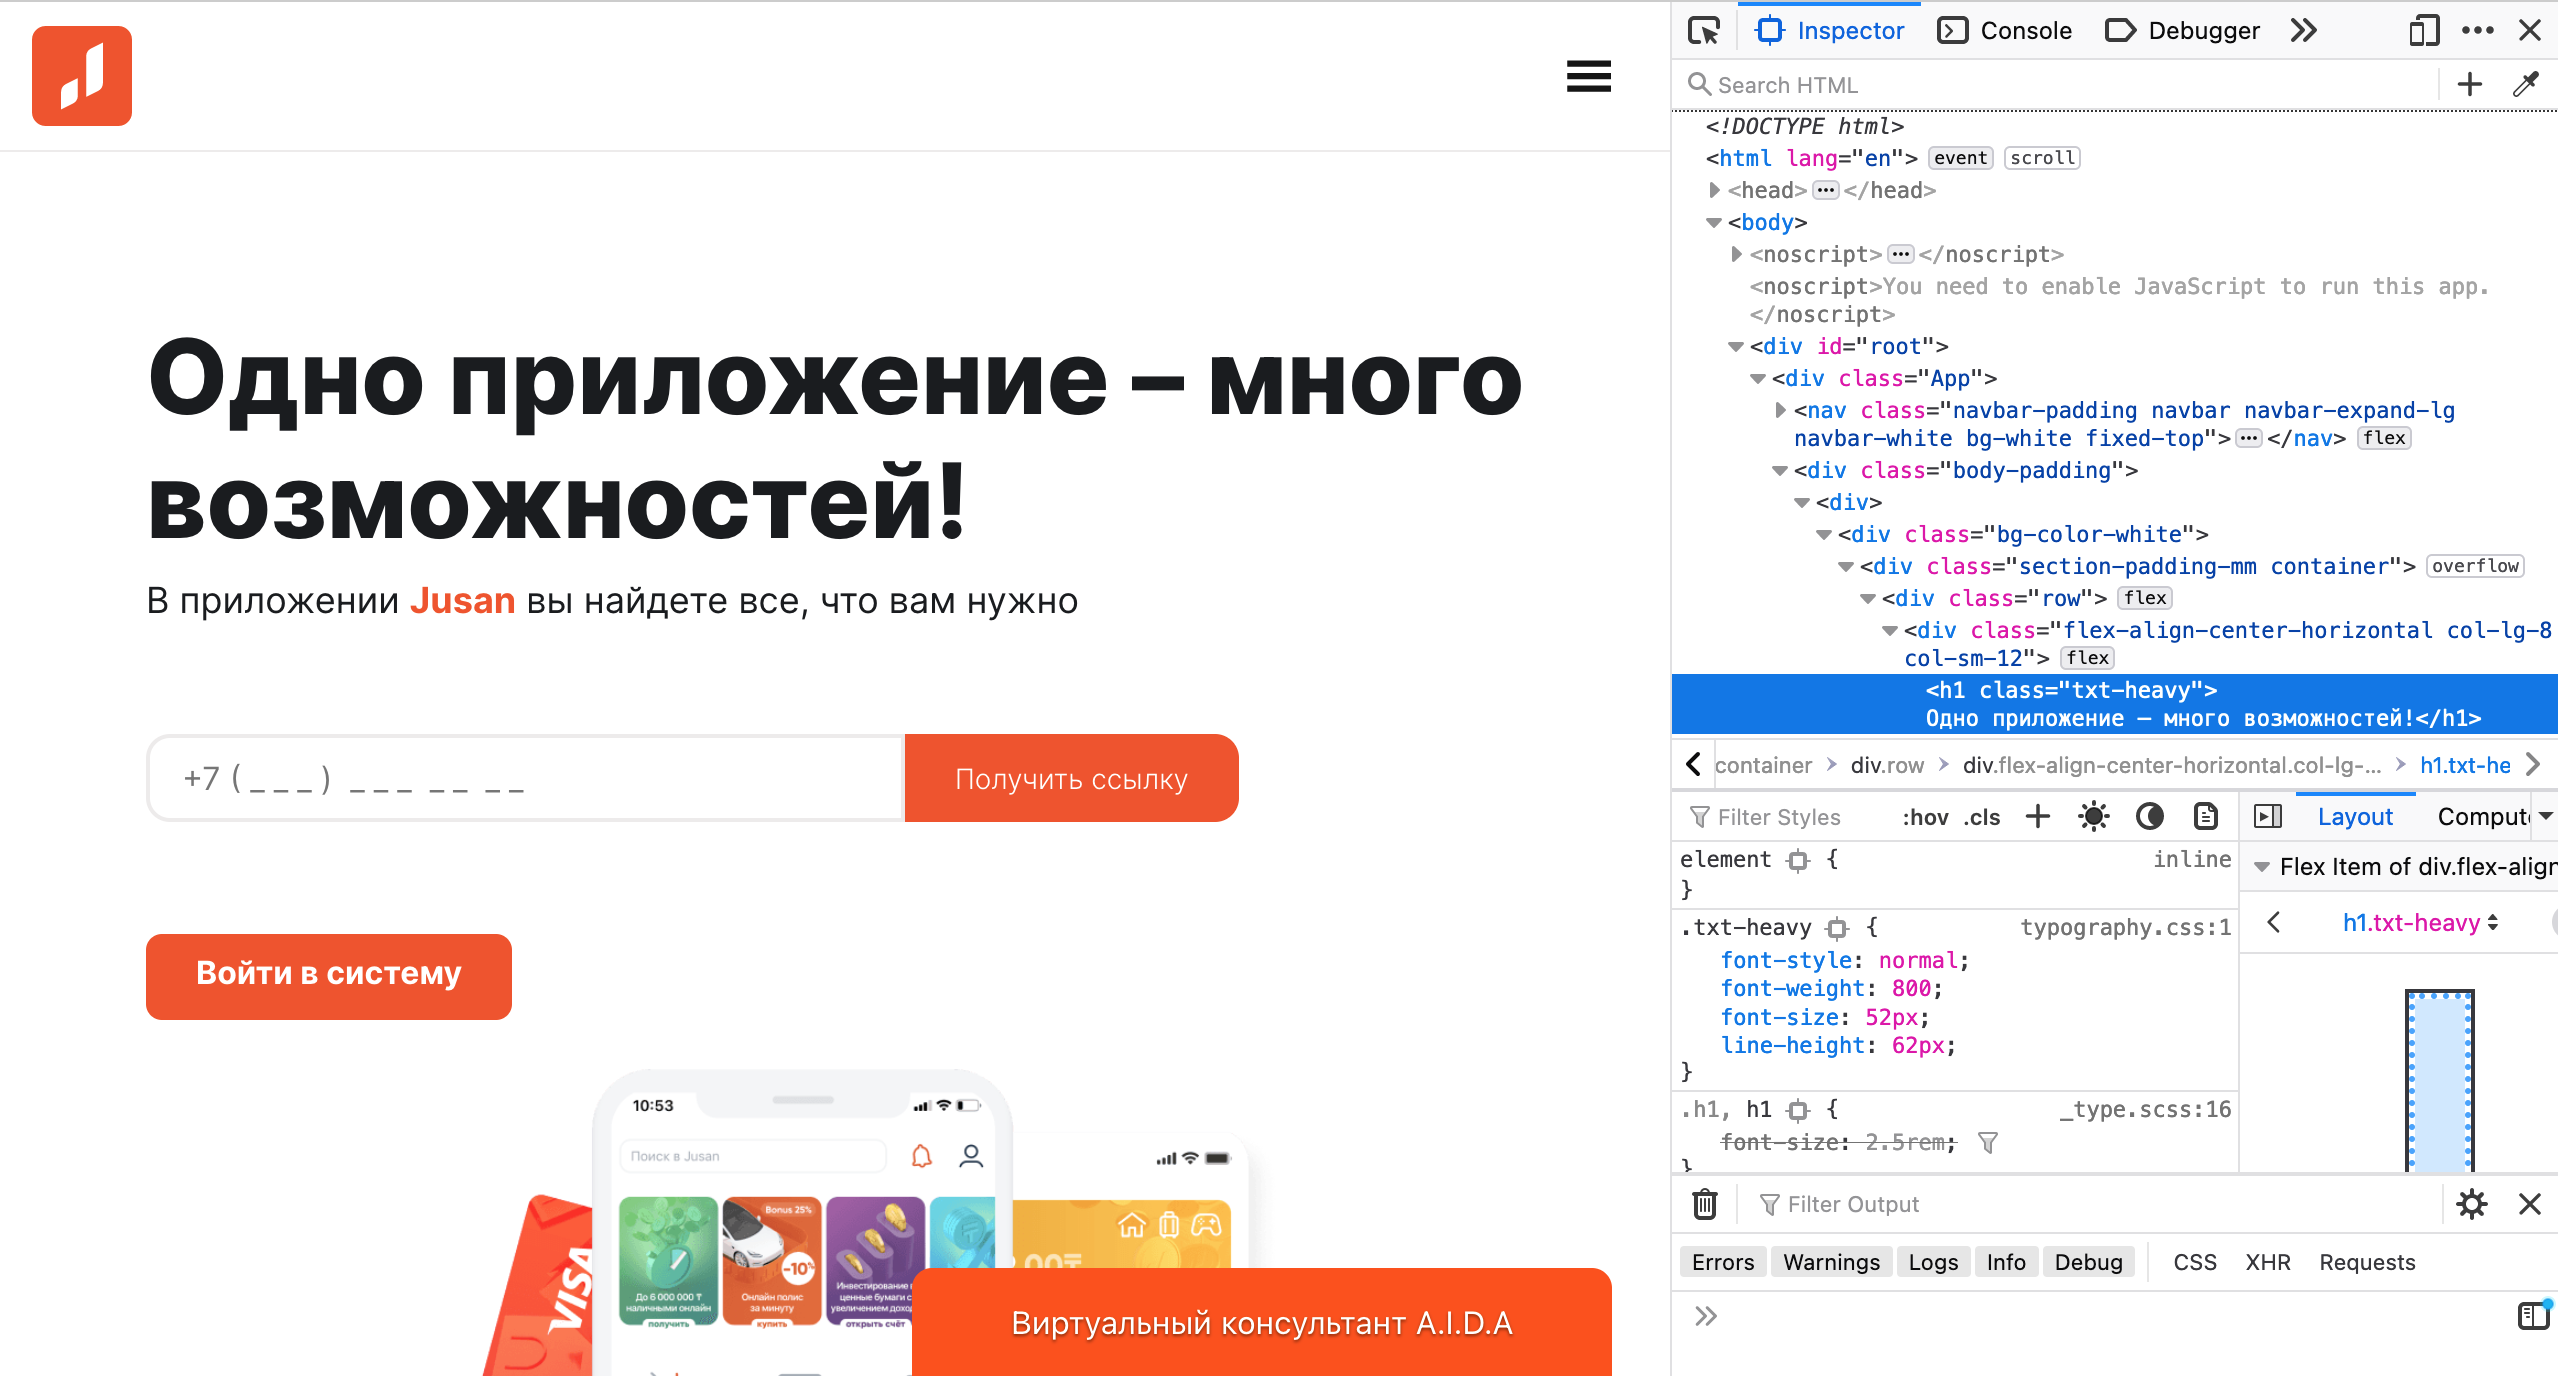 Одно приложение – много
возможностей!
В приложении Jusan вы найдете все, что вам нужно
+7 (_ _ _) _ _ _ _ _ _ _
Получить ссылку
Войти в систему
10:53
Поиск в Jusan
До 6 000 000 ₸
наличными онлайн
получить
Bonus 25%
-10%
Онлайн полис
за минуту
купить
Инвестирование в
ценные бумаги с
увеличением
открыть счёт
VISA
Виртуальный консультант A.I.D.A
Inspector
Console
Debugger
Search HTML
<!DOCTYPE html>
<html lang="en"> event scroll
<head> ••• </head>
<body>
<noscript> ••• </noscript>
<noscript>You need to enable JavaScript to run this app.
</noscript>
<div id="root">
<div class="App">
<nav class="navbar-padding navbar navbar-expand-lg
navbar-white bg-white fixed-top"> ••• </nav> flex
<div class="body-padding">
<div>
<div class="bg-color-white">
<div class="section-padding-mm container"> overflow
<div class="row"> flex
<div class="flex-align-center-horizontal col-lg-8
col-sm-12"> flex
<h1 class="txt-heavy">
Одно приложение – много возможностей!</h1>
container > div.row > div.flex-align-center-horizontal.col-lg-... > h1.txt-he
Filter Styles :hov .cls +
element { inline
}
.txt-heavy { typography.css:1
font-style: normal;
font-weight: 800;
font-size: 52px;
line-height: 62px;
}
.h1, h1 { _type.scss:16
font-size: 2.5rem;
}
Layout Comput
Flex Item of div.flex-align
h1.txt-heavy
Filter Output
Errors Warnings Logs Info Debug CSS XHR Requests